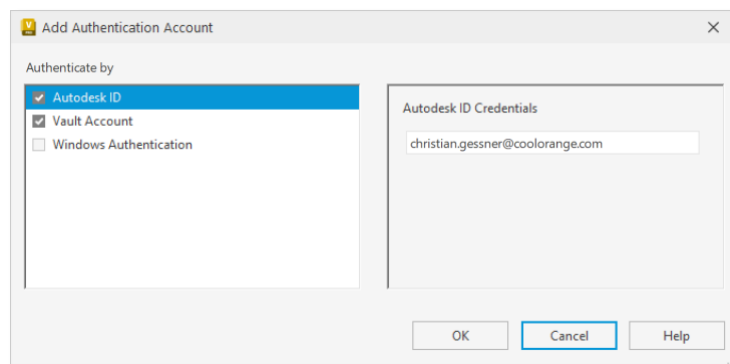 Add Authentication Account
Authenticate by
Autodesk ID
Vault Account
Windows Authentication
Autodesk ID Credentials
christian.gessner@coolorange.com
OK
Cancel
Help